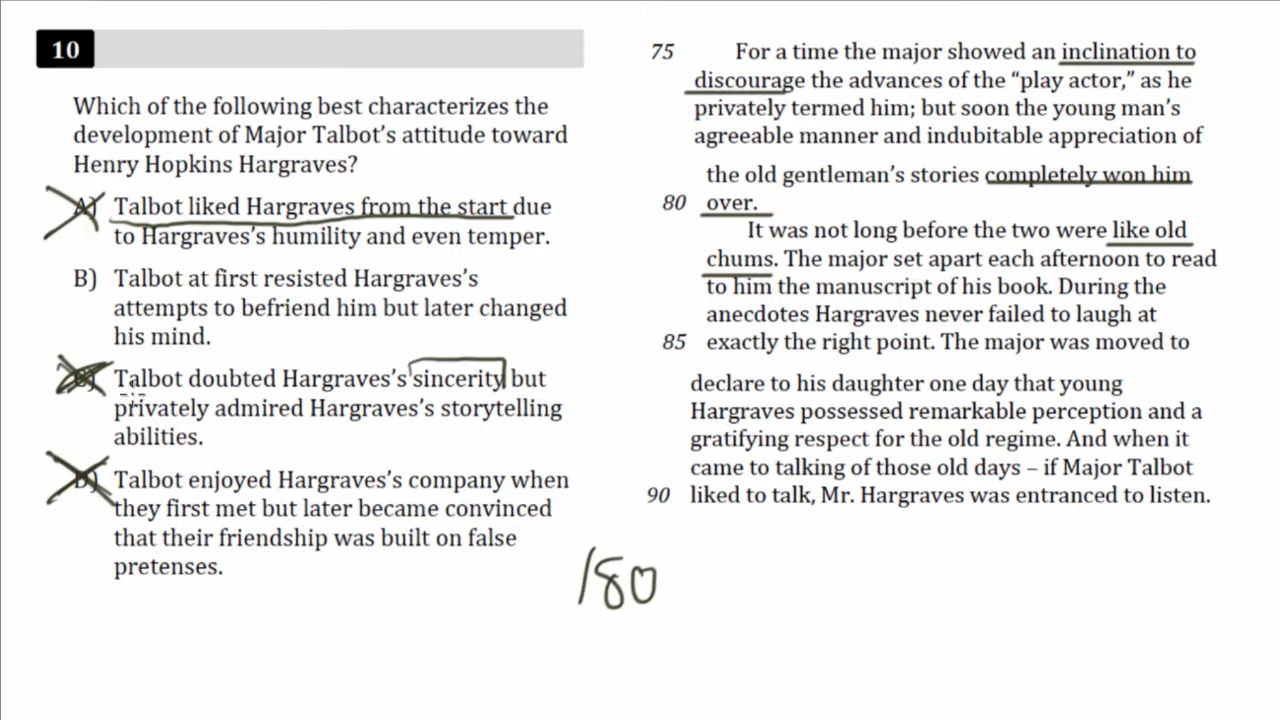 10
Which of the following best characterizes the
development of Major Talbot’s attitude toward
Henry Hopkins Hargraves?
A) Talbot liked Hargraves from the start due
to Hargraves’s humility and even temper.
B) Talbot at first resisted Hargraves’s
attempts to befriend him but later changed
his mind.
C) Talbot doubted Hargraves’s sincerity but
privately admired Hargraves’s storytelling
abilities.
D) Talbot enjoyed Hargraves’s company when
they first met but later became convinced
that their friendship was built on false
pretenses.
75 For a time the major showed an inclination to
discourage the advances of the “play actor,” as he
privately termed him; but soon the young man’s
agreeable manner and indubitable appreciation of
the old gentleman’s stories completely won him
80 over.
It was not long before the two were like old
chums. The major set apart each afternoon to read
to him the manuscript of his book. During the
anecdotes Hargraves never failed to laugh at
85 exactly the right point. The major was moved to
declare to his daughter one day that young
Hargraves possessed remarkable perception and a
gratifying respect for the old regime. And when it
came to talking of those old days – if Major Talbot
90 liked to talk, Mr. Hargraves was entranced to listen.
180